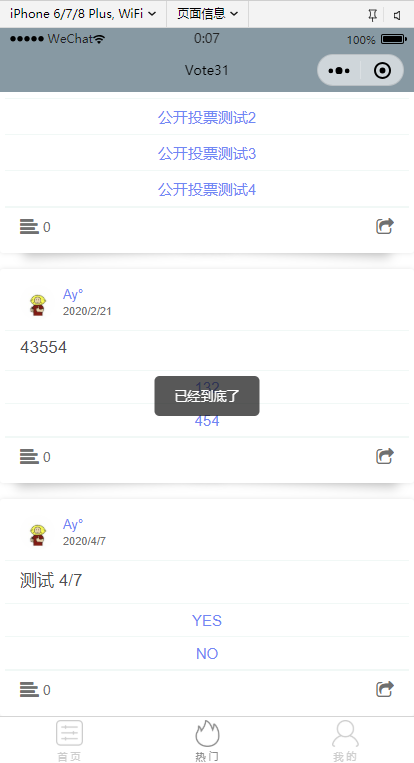 iPhone 6/7/8 Plus, WiFi 页面信息
WeChat 0:07 100%
Vote31
公开投票测试2
公开投票测试3
公开投票测试4
0
Ay°
2020/2/21
43554
132
已经到底了
454
0
Ay°
2020/4/7
测试 4/7
YES
NO
0
首页 热门 我的